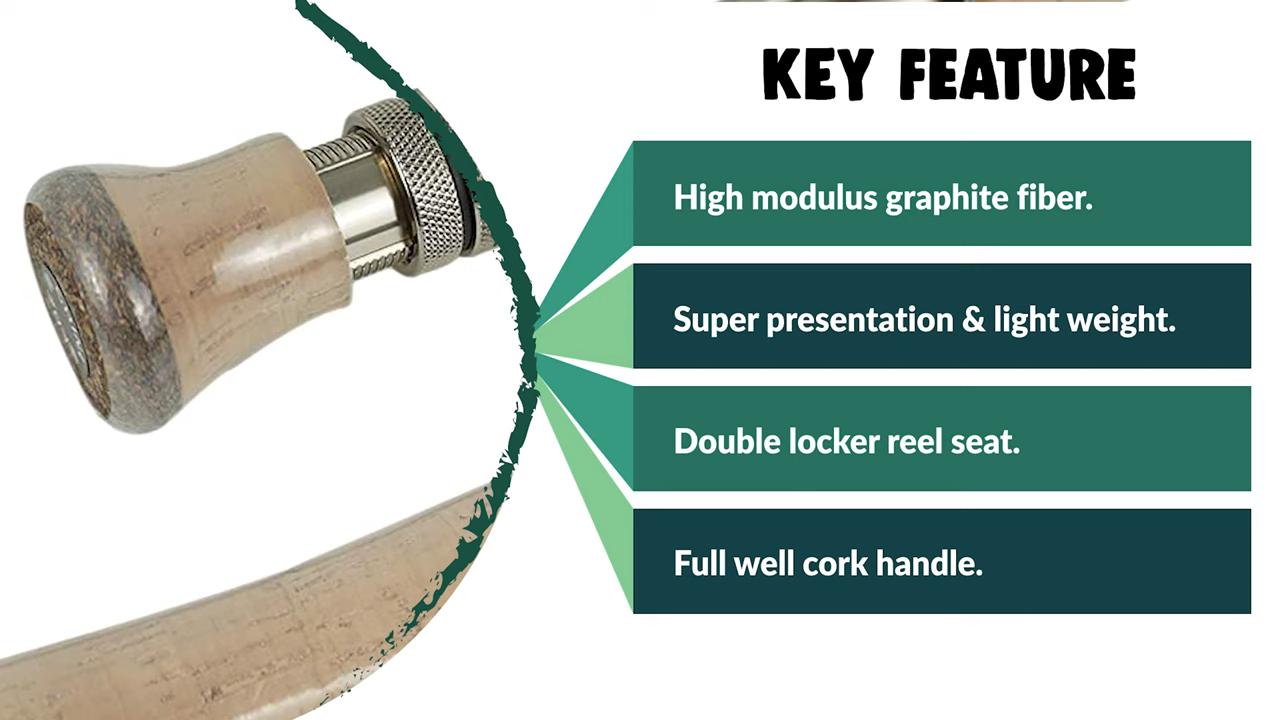 KEY FEATURE
High modulus graphite fiber.
Super presentation & light weight.
Double locker reel seat.
Full well cork handle.